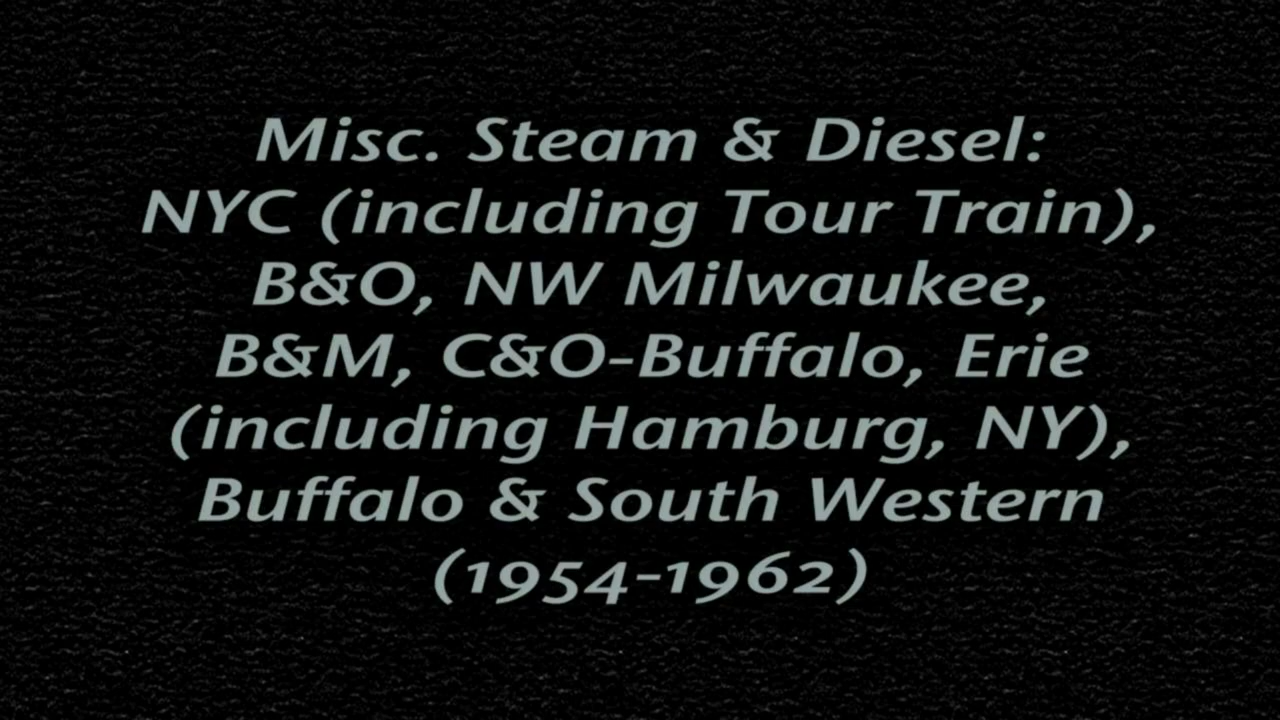 Misc. Steam & Diesel:
NYC (including Tour Train),
B&O, NW Milwaukee,
B&M, C&O-Buffalo, Erie
(including Hamburg, NY),
Buffalo & South Western
(1954-1962)